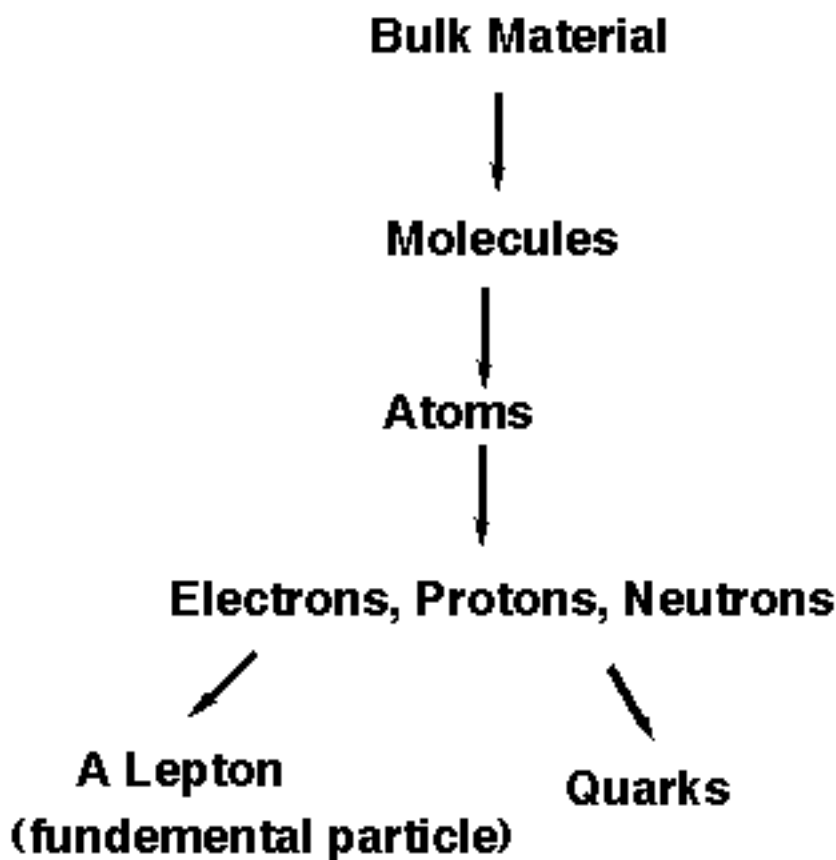 Bulk Material
Molecules
Atoms
Electrons, Protons, Neutrons
A Lepton
(fundemental particle)
Quarks